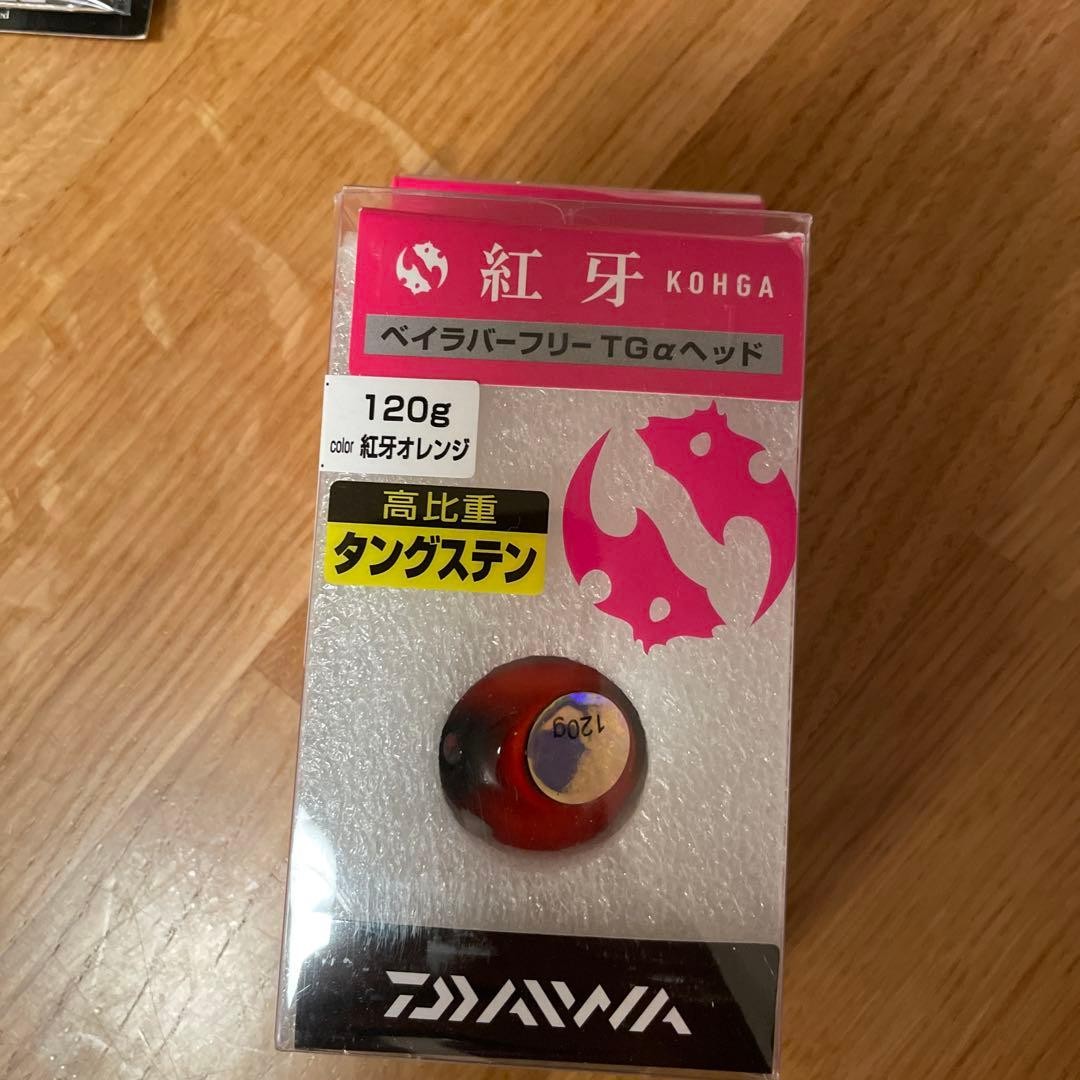 紅牙 KOHGA
ベイラバーフリーTGαヘッド
120g
color 紅牙オレンジ
高比重
タングステン
120g
DAIWA